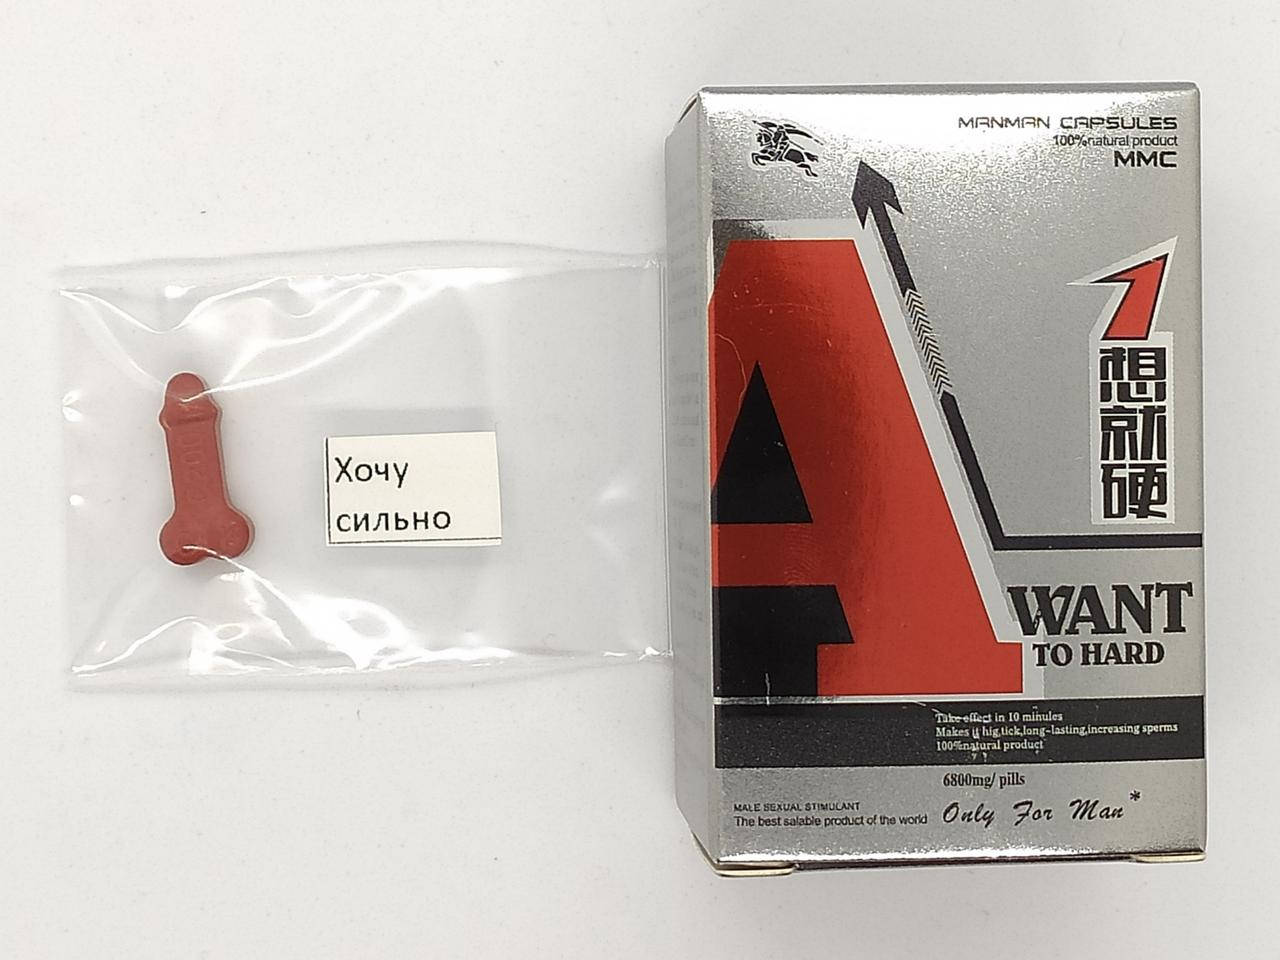 Хочу
сильно
MANMAN CAPSULES
100%natural product
MMC
A
1
想
就
硬
WANT
TO HARD
Take effect in 10 minules
Makes it hig,tick,long-lasting,increasing sperms
100%natural product
6800mg/ pills
MALE SEXUAL STIMULANT
The best salable product of the world
Only For Man*